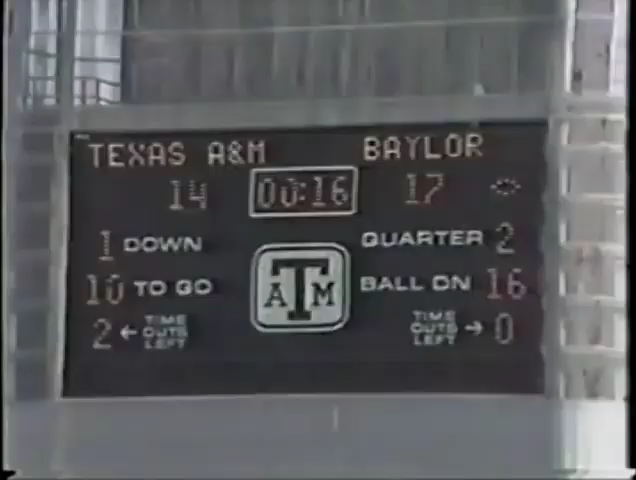 TEXAS A&M BAYLOR
14 00:16 17
1 DOWN QUARTER 2
10 TO GO ATM BALL ON 16
2 ← TIME OUTS LEFT TIME OUTS LEFT → 0